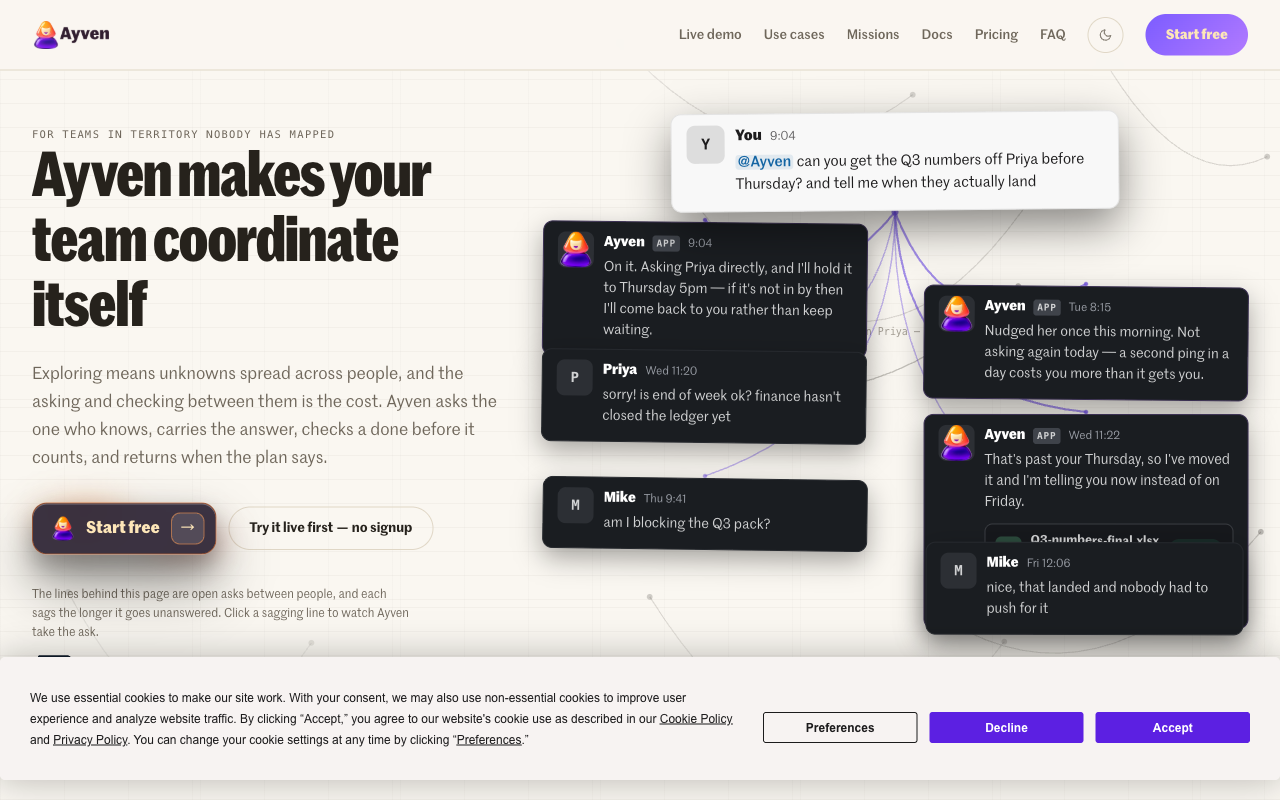 Ayven
Live demo
Use cases
Missions
Docs
Pricing
FAQ
Start free
FOR TEAMS IN TERRITORY NOBODY HAS MAPPED
Ayven makes your
team coordinate
itself
Exploring means unknowns spread across people, and the
asking and checking between them is the cost. Ayven asks the
one who knows, carries the answer, checks a done before it
counts, and returns when the plan says.
Start free →
Try it live first — no signup
The lines behind this page are open asks between people, and each
sags the longer it goes unanswered. Click a sagging line to watch Ayven
take the ask.
Y
You 9:04
@Ayven can you get the Q3 numbers off Priya before
Thursday? and tell me when they actually land
Ayven APP 9:04
On it. Asking Priya directly, and I'll hold it
to Thursday 5pm — if it's not in by then
I'll come back to you rather than keep
waiting.
P
Priya Wed 11:20
sorry! is end of week ok? finance hasn't
closed the ledger yet
M
Mike Thu 9:41
am I blocking the Q3 pack?
Priya —
Ayven APP Tue 8:15
Nudged her once this morning. Not
asking again today — a second ping in a
day costs you more than it gets you.
Ayven APP Wed 11:22
That's past your Thursday, so I've moved
it and I'm telling you now instead of on
Friday.
Q3-numbers-final.xlsx
M
Mike Fri 12:06
nice, that landed and nobody had to
push for it
We use essential cookies to make our site work. With your consent, we may also use non-essential cookies to improve user
experience and analyze website traffic. By clicking “Accept,” you agree to our website's cookie use as described in our Cookie Policy
and Privacy Policy. You can change your cookie settings at any time by clicking “Preferences.”
Preferences
Decline
Accept